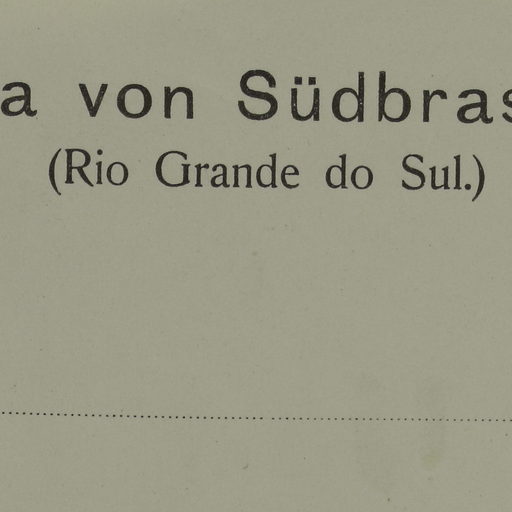 a von Südbras
(Rio Grande do Sul.)